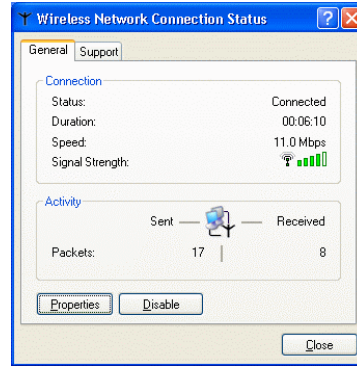 Wireless Network Connection Status
General Support
Connection
Status: Connected
Duration: 00:06:10
Speed: 11.0 Mbps
Signal Strength:
Activity
Sent Received
Packets: 17 8
Properties Disable
Close